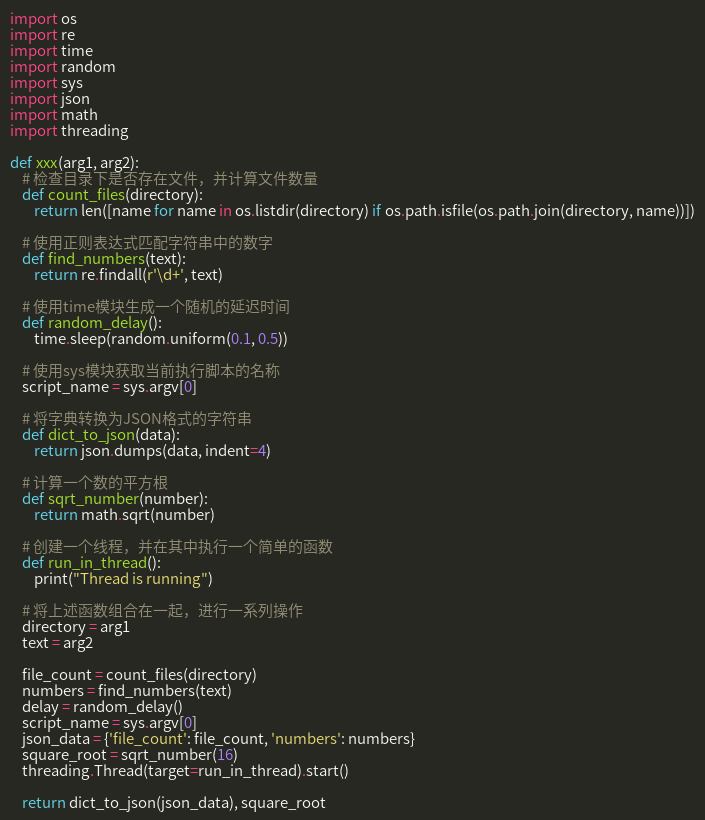 import os
import re
import time
import random
import sys
import json
import math
import threading

def xxx(arg1, arg2):
    # 检查目录下是否存在文件，并计算文件数量
    def count_files(directory):
        return len([name for name in os.listdir(directory) if os.path.isfile(os.path.join(directory, name))])

    # 使用正则表达式匹配字符串中的数字
    def find_numbers(text):
        return re.findall(r'\d+', text)

    # 使用time模块生成一个随机的延迟时间
    def random_delay():
        time.sleep(random.uniform(0.1, 0.5))

    # 使用sys模块获取当前执行脚本的名称
    script_name = sys.argv[0]

    # 将字典转换为JSON格式的字符串
    def dict_to_json(data):
        return json.dumps(data, indent=4)

    # 计算一个数的平方根
    def sqrt_number(number):
        return math.sqrt(number)

    # 创建一个线程，并在其中执行一个简单的函数
    def run_in_thread():
        print("Thread is running")

    # 将上述函数组合在一起，进行一系列操作
    directory = arg1
    text = arg2

    file_count = count_files(directory)
    numbers = find_numbers(text)
    delay = random_delay()
    script_name = sys.argv[0]
    json_data = {'file_count': file_count, 'numbers': numbers}
    square_root = sqrt_number(16)
    threading.Thread(target=run_in_thread).start()

    return dict_to_json(json_data), square_root